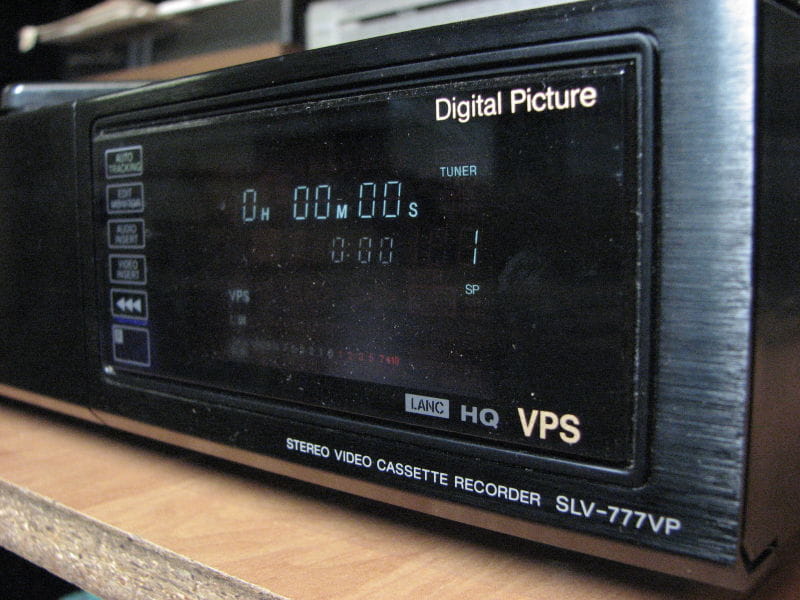 Digital Picture
AUTO TRACKING
TUNER
EDIT MONITOR
0H 00M 00S
AUDIO INSERT
0:00
1
VIDEO INSERT
SP
VPS
LANC HQ VPS
STEREO VIDEO CASSETTE RECORDER SLV-777VP